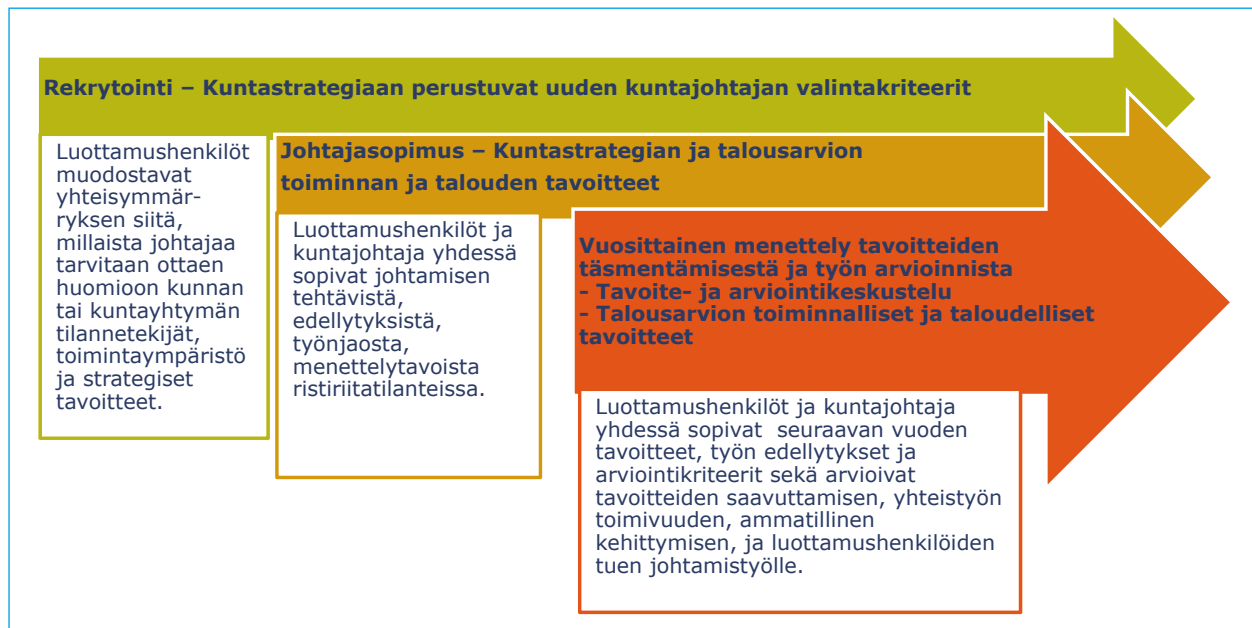 Rekrytointi – Kuntastrategiaan perustuvat uuden kuntajohtajan valintakriteerit
Luottamushenkilöt
muodostavat
yhteisymmär-
ryksen siitä,
millaista johtajaa
tarvitaan ottaen
huomioon kunnan
tai kuntayhtymän
tilannetekijät,
toimintaympäristö
ja strategiset
tavoitteet.
Johtajasopimus – Kuntastrategian ja talousarvion
toiminnan ja talouden tavoitteet
Luottamushenkilöt ja
kuntajohtaja yhdessä
sopivat johtamisen
tehtävistä,
edellytyksistä,
työnjaosta,
menettelytavoista
ristiriitatilanteissa.
Vuosittainen menettely tavoitteiden
täsmentämisestä ja työn arvioinnista
- Tavoite- ja arviointikeskustelu
- Talousarvion toiminnalliset ja taloudelliset
tavoitteet
Luottamushenkilöt ja kuntajohtaja
yhdessä sopivat  seuraavan vuoden
tavoitteet, työn edellytykset ja
arviointikriteerit sekä arvioivat
tavoitteiden saavuttamisen, yhteistyön
toimivuuden, ammatillinen
kehittymisen, ja luottamushenkilöiden
tuen johtamistyölle.